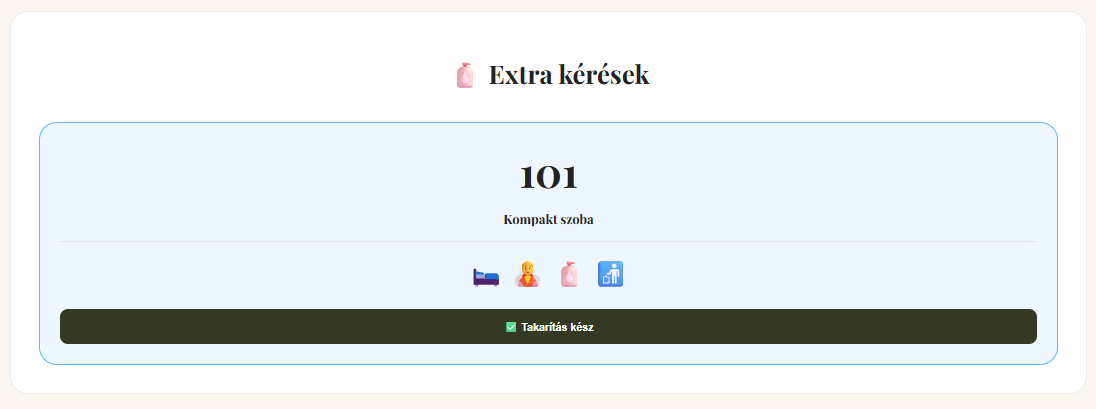 Extra kérések
101
Kompakt szoba
Takarítás kész